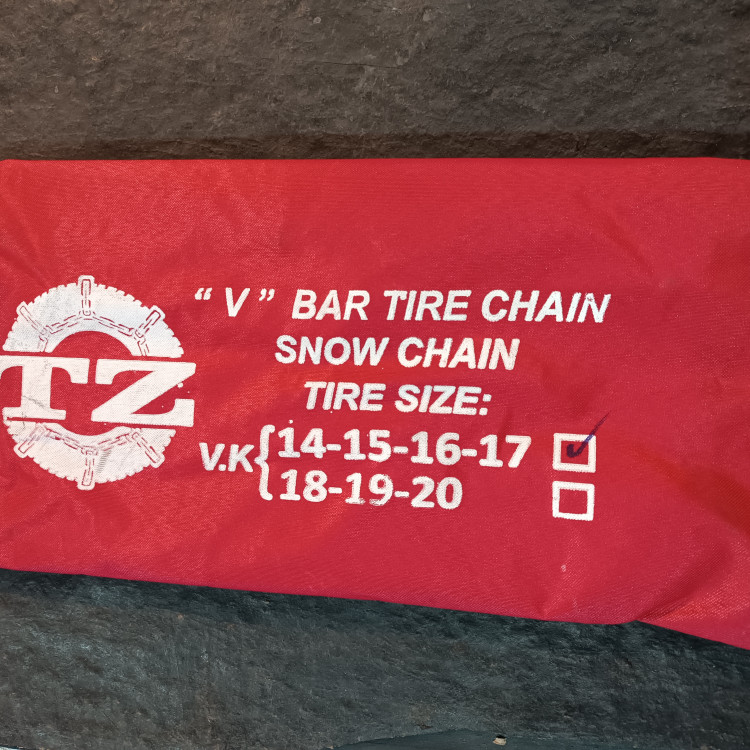 TZ
“ V ” BAR TIRE CHAIN
SNOW CHAIN
TIRE SIZE:
V.K{14-15-16-17
18-19-20